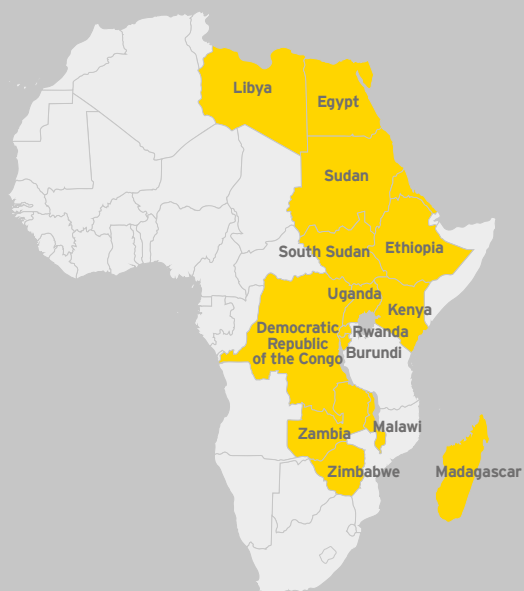 Libya
Egypt
Sudan
South Sudan
Ethiopia
Uganda
Kenya
Democratic
Republic
of the Congo
Rwanda
Burundi
Malawi
Zambia
Zimbabwe
Madagascar